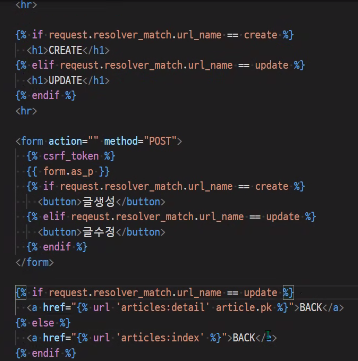 <hr>
{% if request.resolver_match.url_name == create %}
<h1>CREATE</h1>
{% elif request.resolver_match.url_name == update %}
<h1>UPDATE</h1>
{% endif %}
<hr>
<form action="" method="POST">
{% csrf_token %}
{{ form.as_p }}
{% if request.resolver_match.url_name == create %}
<button>글생성</button>
{% elif reqeust.resolver_match.url_name == update %}
<button>글수정</button>
{% endif %}
</form>
{% if request.resolver_match.url_name == update %}
<a href="{% url 'articles:detail' article.pk %}">BACK</a>
{% else %}
<a href="{% url 'articles:index' %}">BACK</a>
{% endif %}